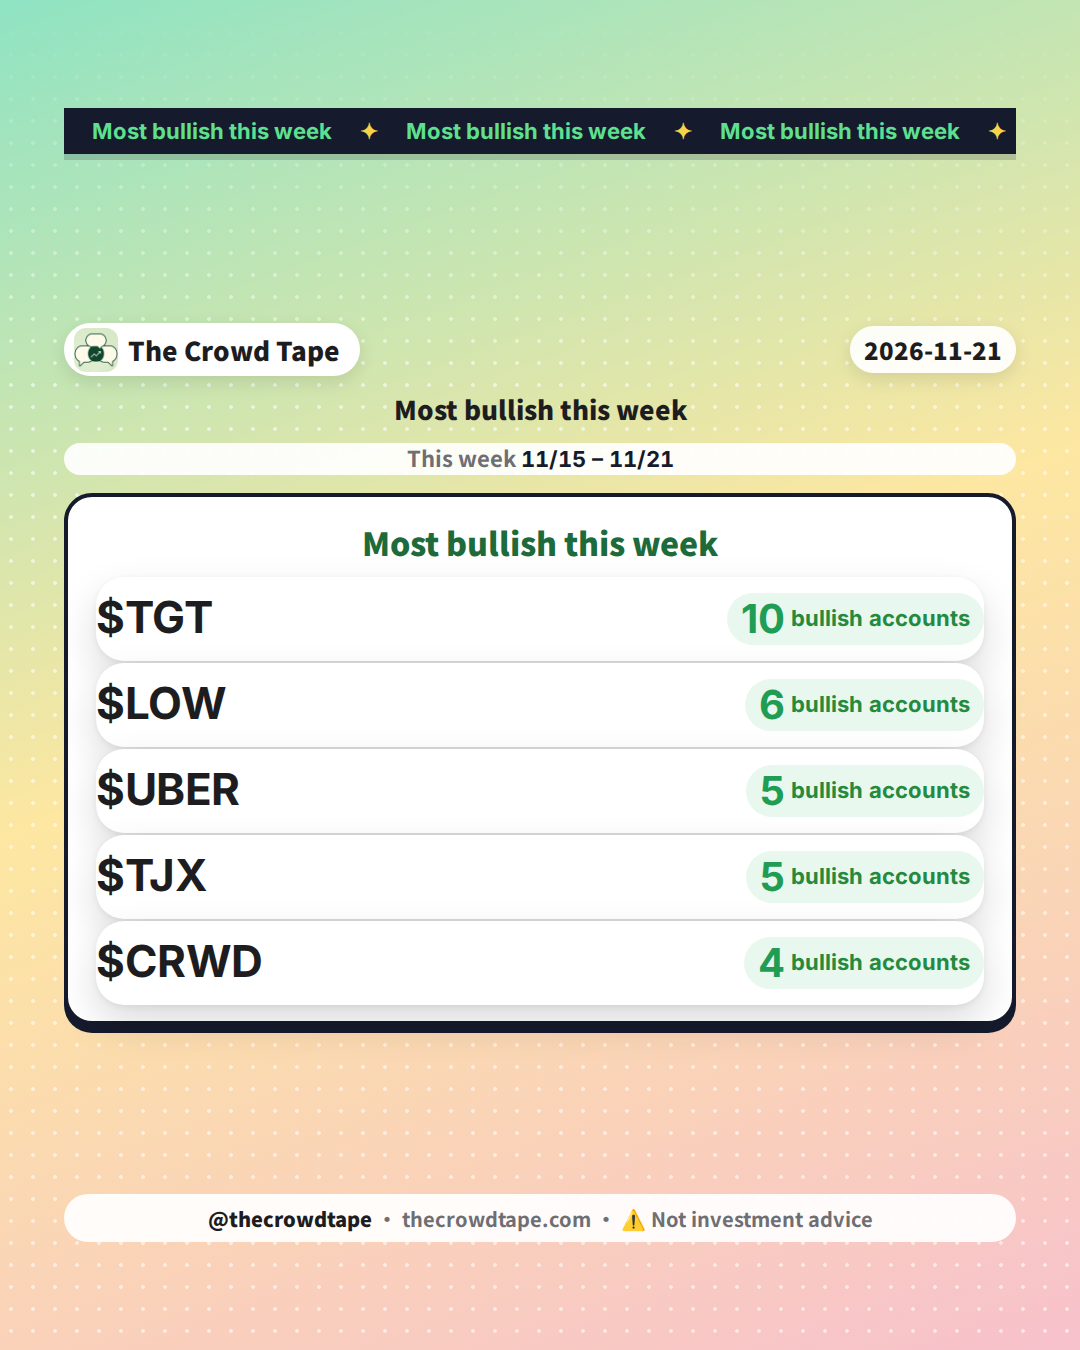 Most bullish this week ✦ Most bullish this week ✦ Most bullish this week ✦
The Crowd Tape
2026-11-21
Most bullish this week
This week 11/15 – 11/21
Most bullish this week
$TGT 10 bullish accounts
$LOW 6 bullish accounts
$UBER 5 bullish accounts
$TJX 5 bullish accounts
$CRWD 4 bullish accounts
@thecrowdtape • thecrowdtape.com • ⚠️ Not investment advice